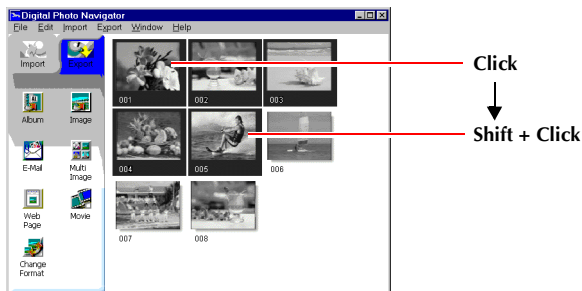 Digital Photo Navigator
File Edit Import Export Window Help
Import Export
001 002 003
Click
Album Image
Shift + Click
004 005 006
E-Mail Multi
Image
Web
Page
Movie
007 008
Change
Format